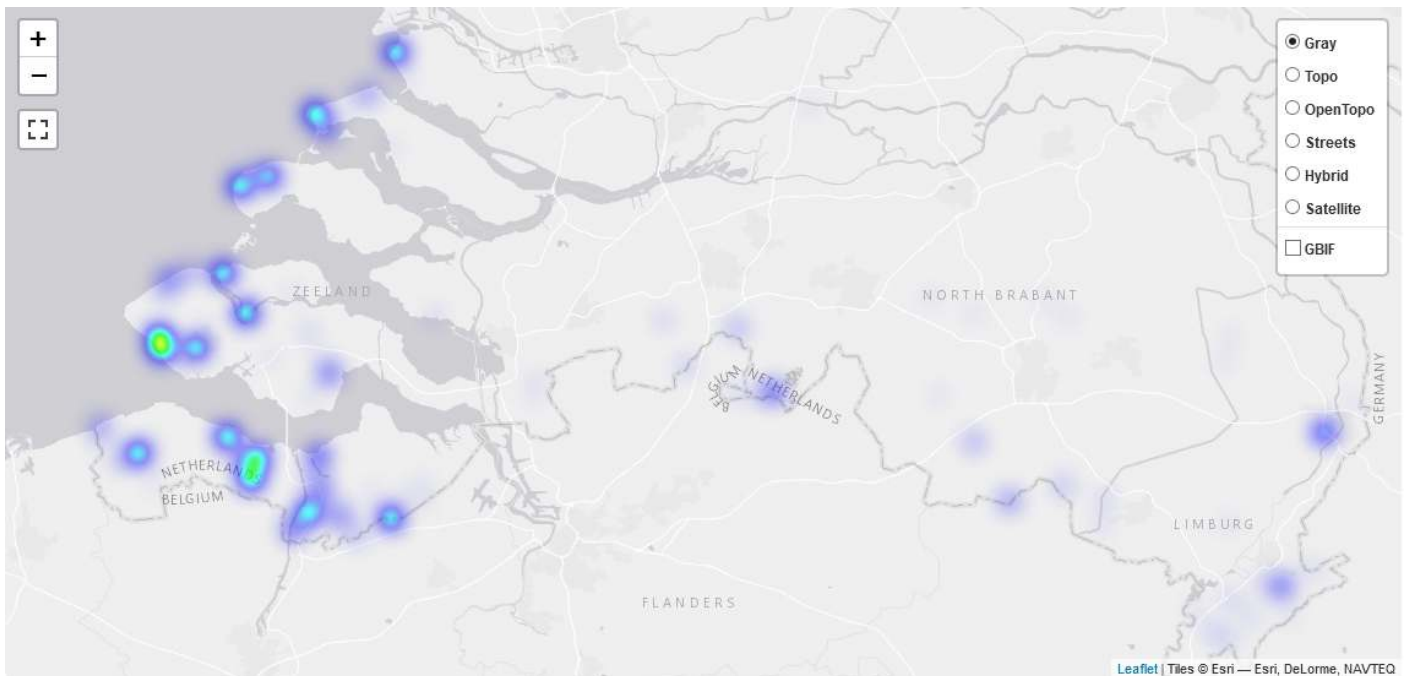 +
−
Gray
Topo
OpenTopo
Streets
Hybrid
Satellite
GBIF
ZEELAND
NORTH BRABANT
BELGIUM
NETHERLANDS
GERMANY
NETHERLANDS
BELGIUM
LIMBURG
FLANDERS
Leaflet | Tiles © Esri — Esri, DeLorme, NAVTEQ